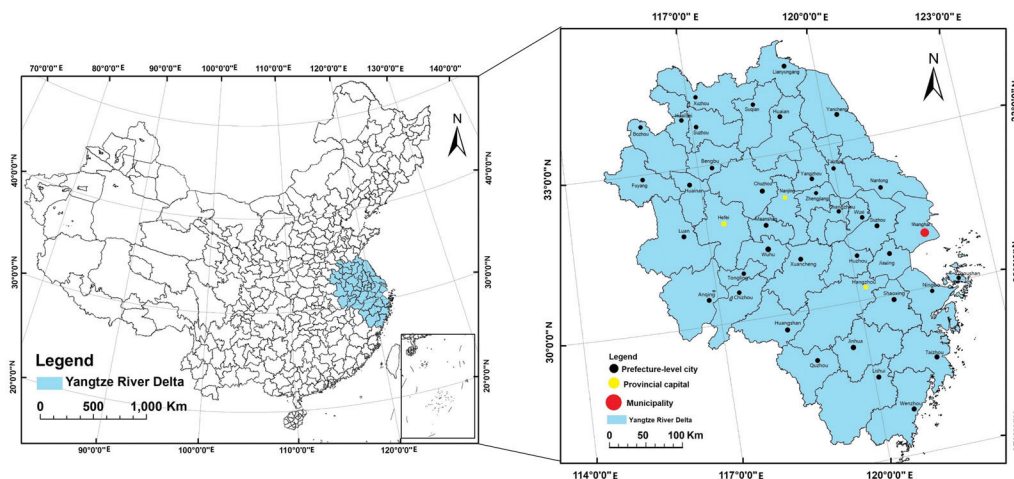 70°0'0"E
80°0'0"E
90°0'0"E
100°0'0"E
110°0'0"E
120°0'0"E
130°0'0"E
140°0'0"E
N
40°0'0"N
30°0'0"N
20°0'0"N
40°0'0"N
30°0'0"N
20°0'0"N
Legend
Yangtze River Delta
0 500 1,000 Km
90°0'0"E
100°0'0"E
110°0'0"E
120°0'0"E
117°0'0"E
120°0'0"E
123°0'0"E
N
33°0'0"N
30°0'0"N
Lianyungang
Xuzhou
Suqian
Huaian
Yancheng
Suzhou
Bozhou
Bengbu
Fuyang
Huainan
Chuzhou
Yangzhou
Zhengjiang
Nantong
Hefei
Luan
Wuhu
Wuxi
Suzhou
Xuancheng
Huzhou
Jiaxing
Hangzhou
Tongling
Anqing
Chizhou
Shaoxing
Huangshan
Jinhua
Quzhou
Lishui
Taizhou
Wenzhou
Legend
Prefecture-level city
Provincial capital
Municipality
Yangtze River Delta
0 50 100 Km
114°0'0"E
117°0'0"E
120°0'0"E